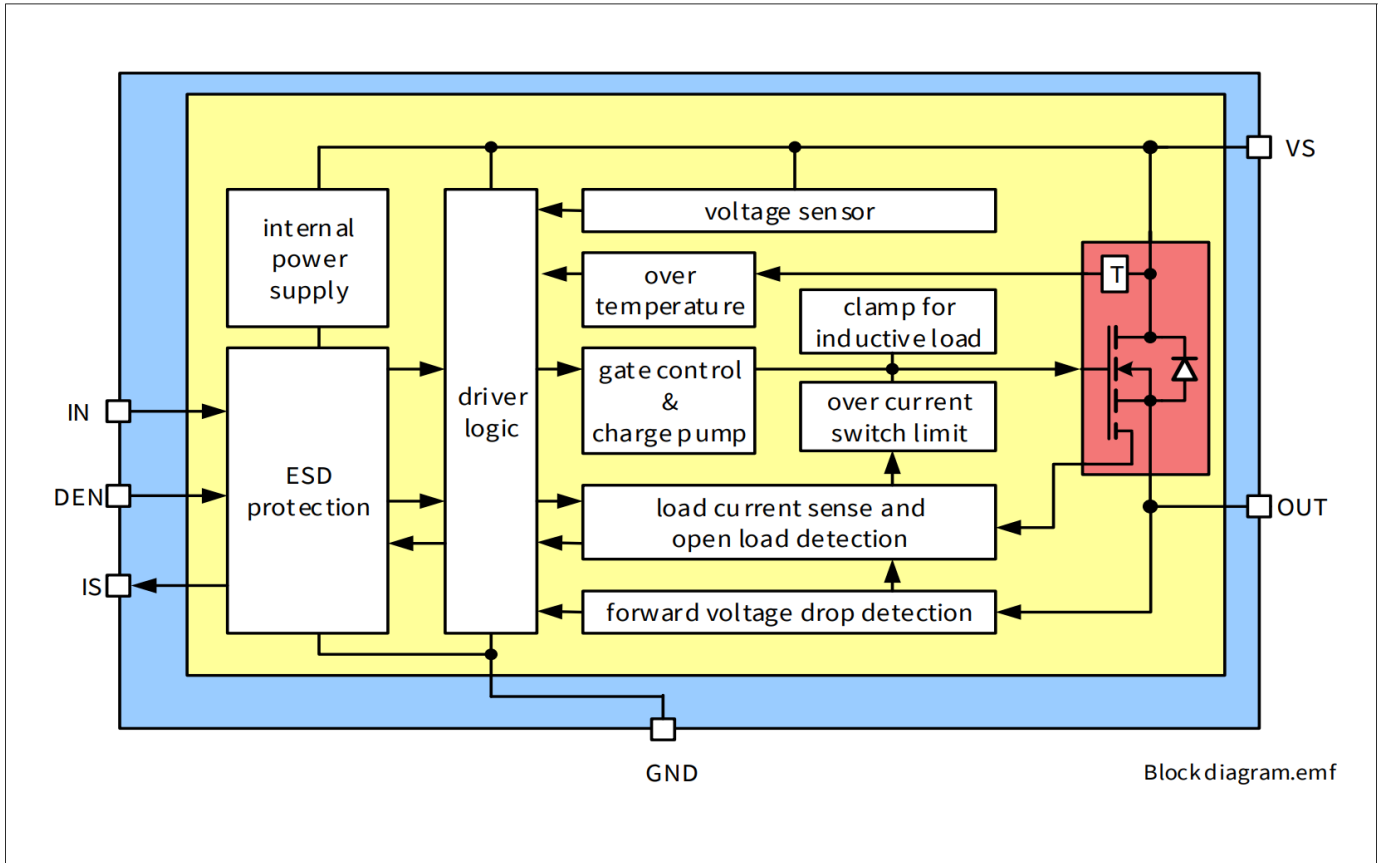 VS
voltage sensor
internal
power
supply
over
temperature
T
clamp for
inductive load
gate control
&
charge pump
driver
logic
IN
over current
switch limit
ESD
protection
DEN
load current sense and
open load detection
OUT
IS
forward voltage drop detection
GND
Blockdiagram.emf